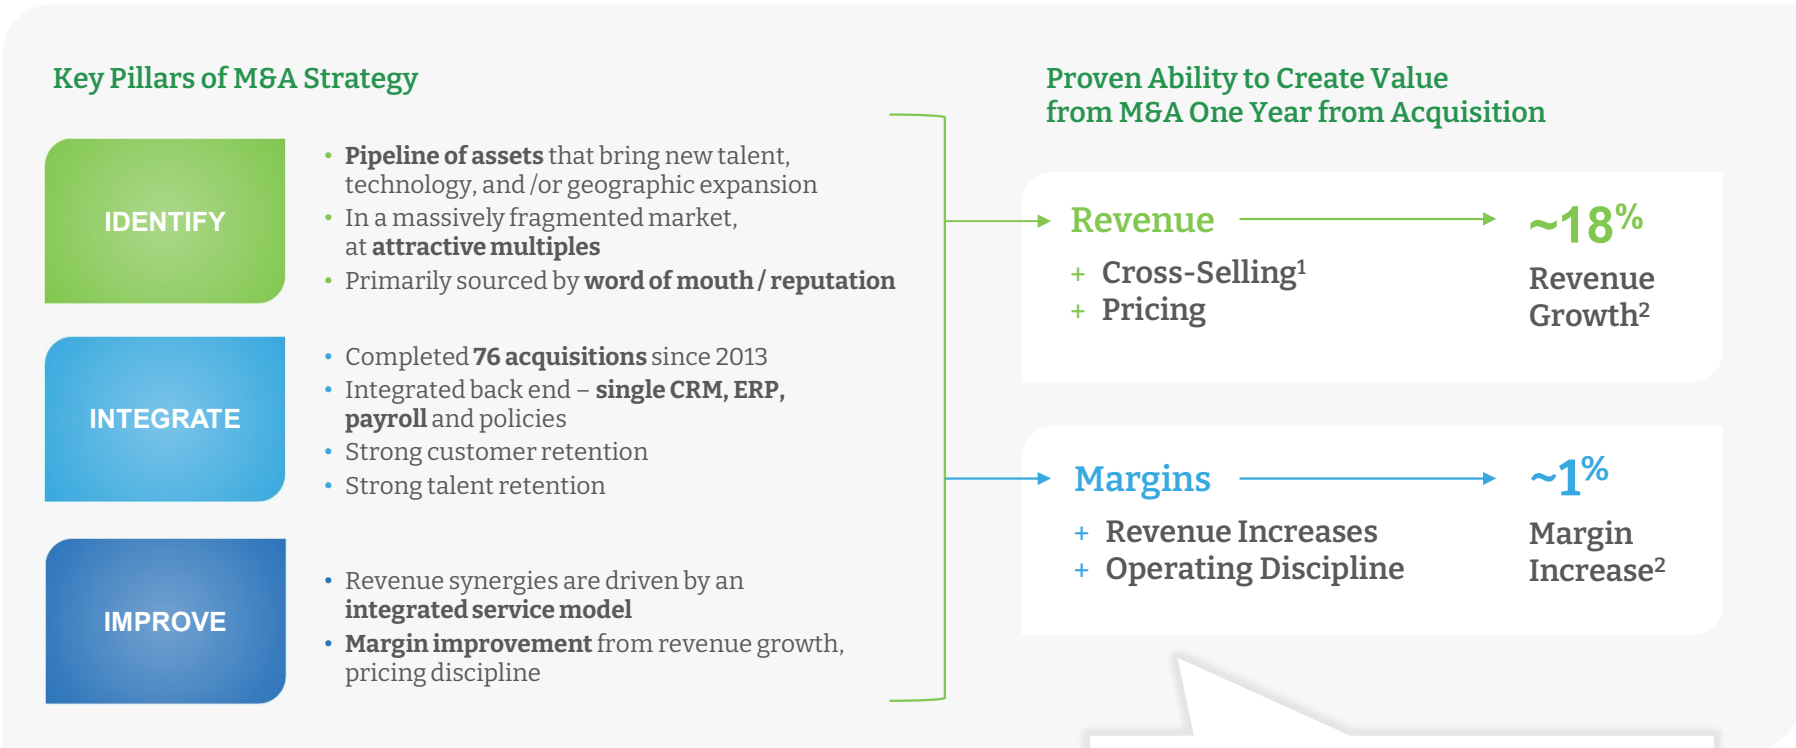 Key Pillars of M&A Strategy
IDENTIFY
• Pipeline of assets that bring new talent,
technology, and /or geographic expansion
• In a massively fragmented market,
at attractive multiples
• Primarily sourced by word of mouth / reputation
INTEGRATE
• Completed 76 acquisitions since 2013
• Integrated back end – single CRM, ERP,
payroll and policies
• Strong customer retention
• Strong talent retention
IMPROVE
• Revenue synergies are driven by an
integrated service model
• Margin improvement from revenue growth,
pricing discipline
Proven Ability to Create Value
from M&A One Year from Acquisition
Revenue
+ Cross-Selling¹
+ Pricing
~18%
Revenue
Growth²
Margins
+ Revenue Increases
+ Operating Discipline
~1%
Margin
Increase²